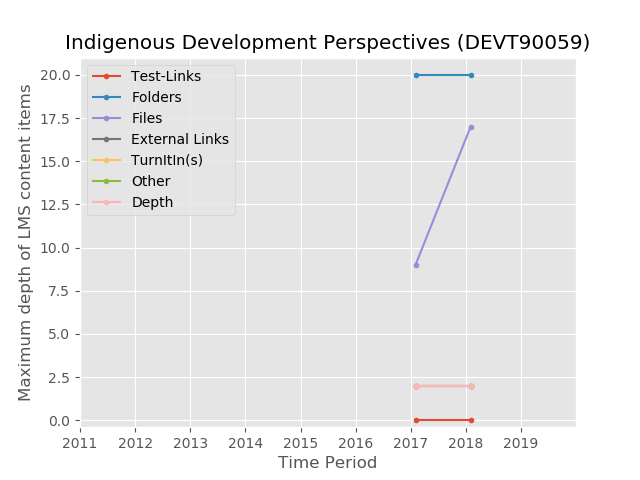 Indigenous Development Perspectives (DEVT90059)
Maximum depth of LMS content items
20.0
17.5
15.0
12.5
10.0
7.5
5.0
2.5
0.0
Test-Links
Folders
Files
External Links
TurnItIn(s)
Other
Depth
2011 2012 2013 2014 2015 2016 2017 2018 2019
Time Period